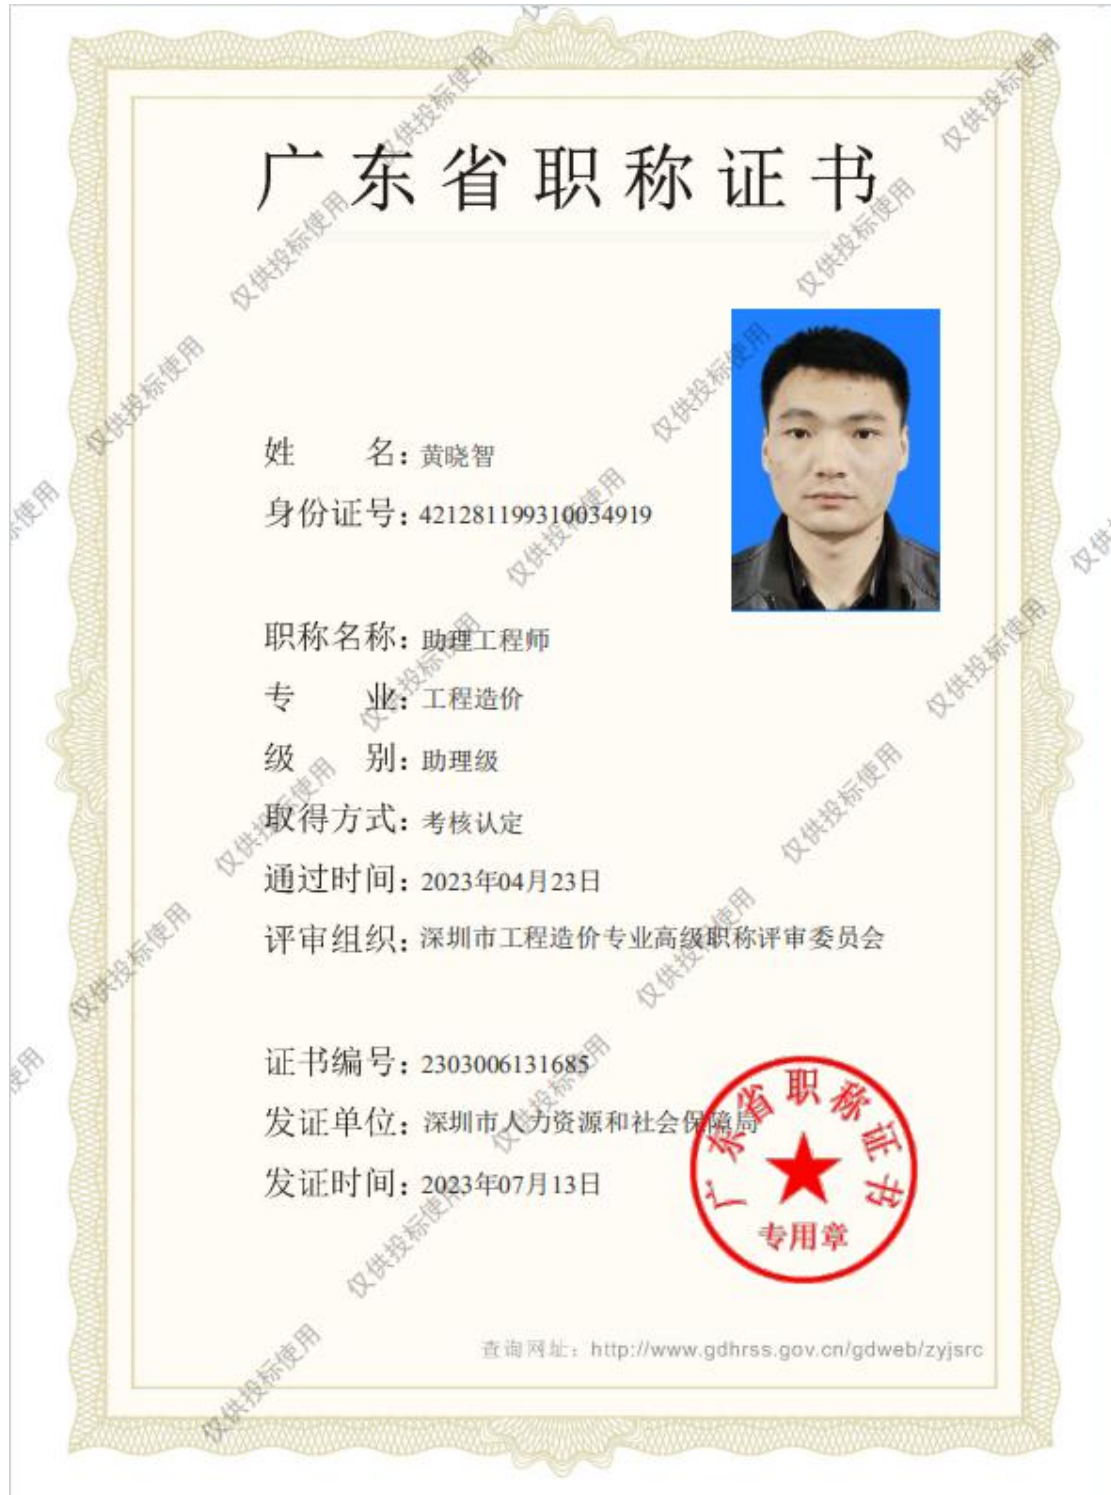 广东省职称证书
姓 名：黄晓智
身份证号：421281199310034919
职称名称：助理工程师
专 业：工程造价
级 别：助理级
取得方式：考核认定
通过时间：2023年04月23日
评审组织：深圳市工程造价专业高级职称评审委员会
证书编号：2303006131685
发证单位：深圳市人力资源和社会保障局
发证时间：2023年07月13日
广东省职称证书
专用章
查询网址：http://www.gdhrss.gov.cn/gdweb/zyjsrc
仅供投标使用